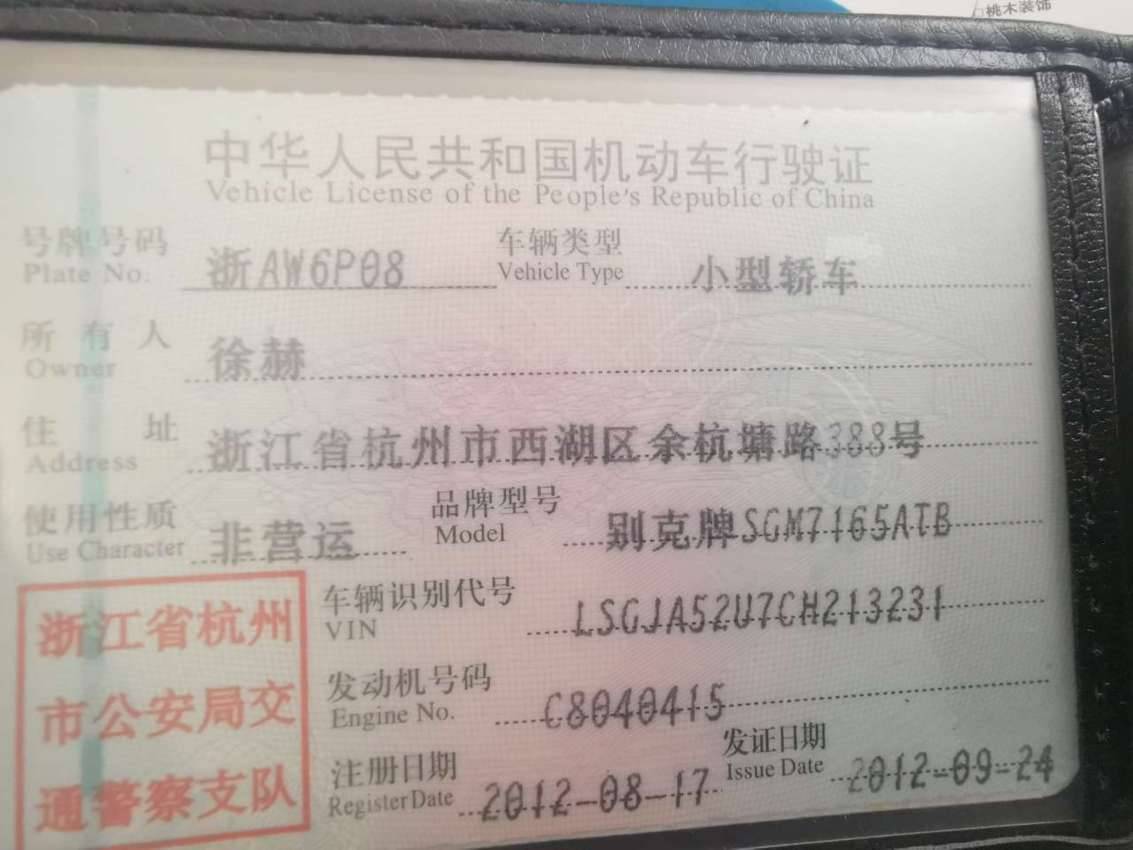 桃木装饰
中华人民共和国机动车行驶证
Vehicle License of the People's Republic of China
号牌号码 浙AW6P08 车辆类型 小型轿车
Plate No. Vehicle Type
所有人 徐赫
Owner
住址 浙江省杭州市西湖区余杭塘路388号
Address
使用性质 非营运 品牌型号 别克牌SGM7165ATB
Use Character Model
浙江省杭州
市公安局交
通警察支队
车辆识别代号 LSGJA52U7CH213231
VIN
发动机号码 C8040415
Engine No.
注册日期 2012-08-17 发证日期 2012-09-24
Register Date Issue Date